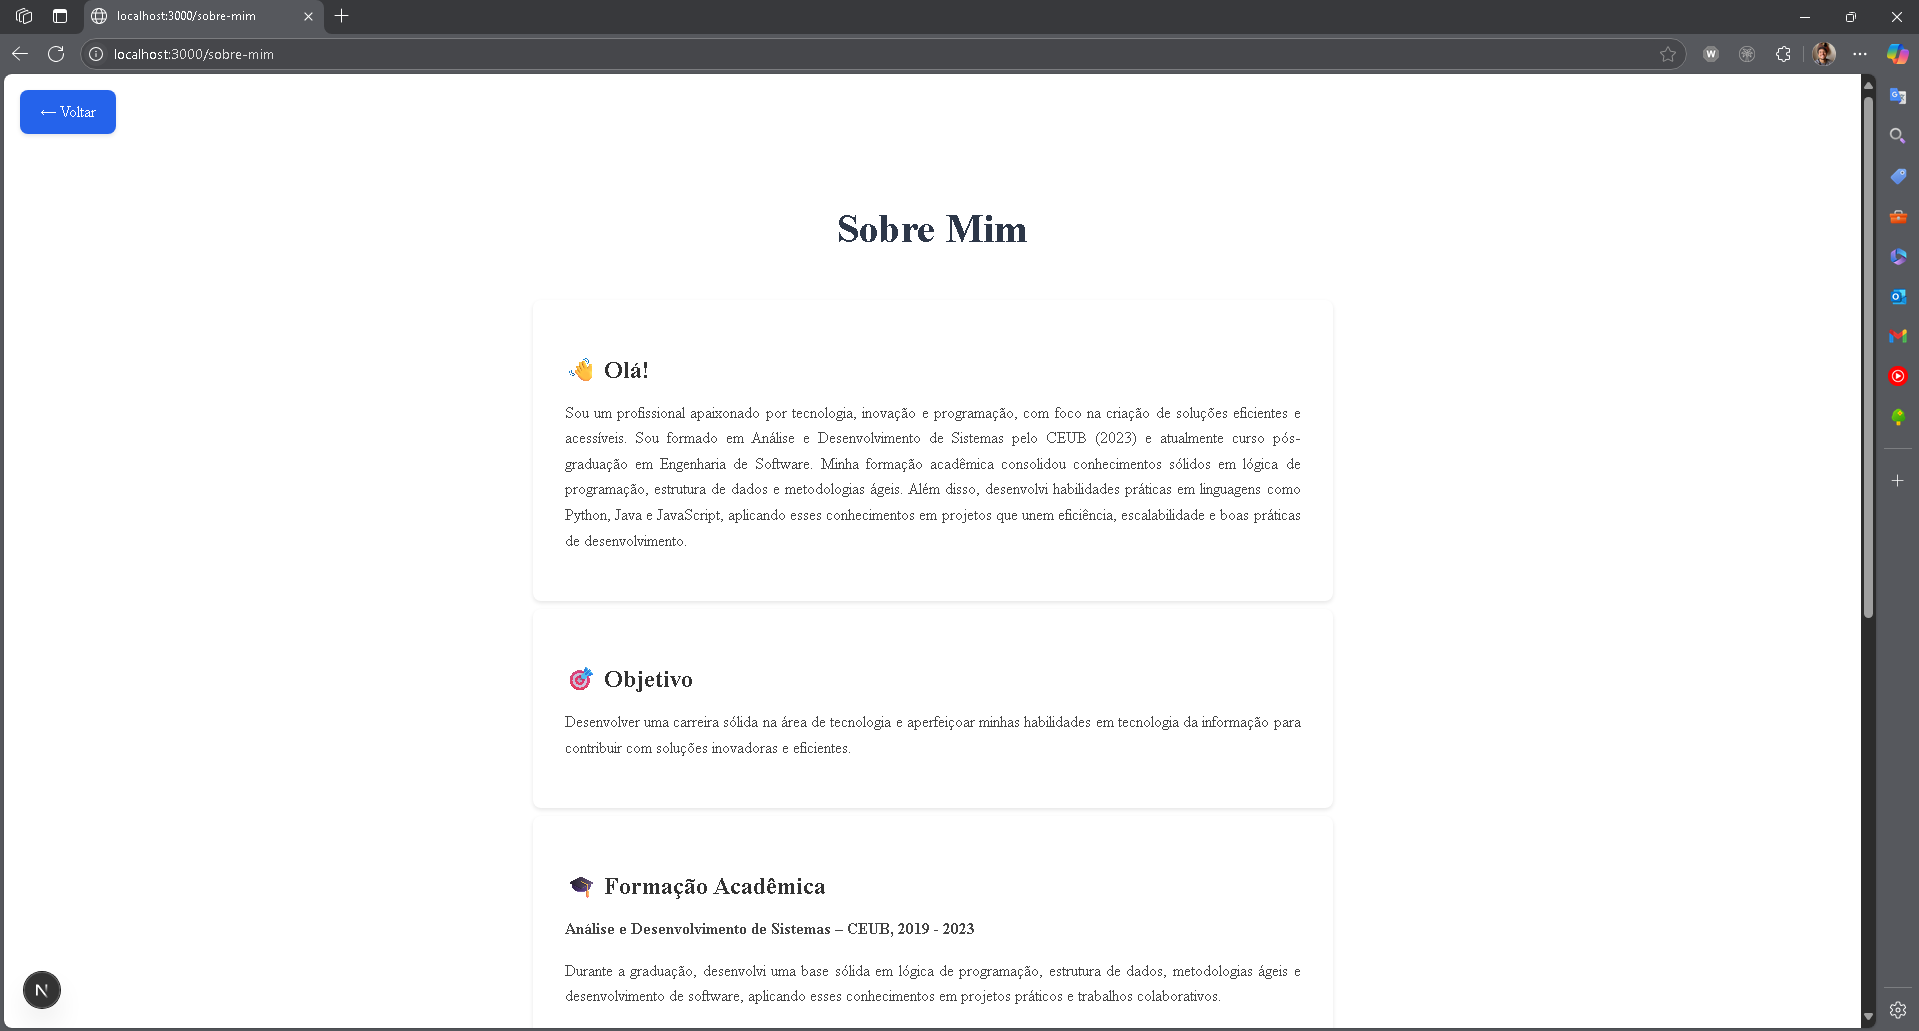 localhost:3000/sobre-mim
localhost:3000/sobre-mim
W
← Voltar
Sobre Mim
Olá!
Sou um profissional apaixonado por tecnologia, inovação e programação, com foco na criação de soluções eficientes e
acessíveis. Sou formado em Análise e Desenvolvimento de Sistemas pelo CEUB (2023) e atualmente curso pós-
graduação em Engenharia de Software. Minha formação acadêmica consolidou conhecimentos sólidos em lógica de
programação, estrutura de dados e metodologias ágeis. Além disso, desenvolvi habilidades práticas em linguagens como
Python, Java e JavaScript, aplicando esses conhecimentos em projetos que unem eficiência, escalabilidade e boas práticas
de desenvolvimento.
Objetivo
Desenvolver uma carreira sólida na área de tecnologia e aperfeiçoar minhas habilidades em tecnologia da informação para
contribuir com soluções inovadoras e eficientes.
Formação Acadêmica
Análise e Desenvolvimento de Sistemas – CEUB, 2019 - 2023
Durante a graduação, desenvolvi uma base sólida em lógica de programação, estrutura de dados, metodologias ágeis e
desenvolvimento de software, aplicando esses conhecimentos em projetos práticos e trabalhos colaborativos.
N